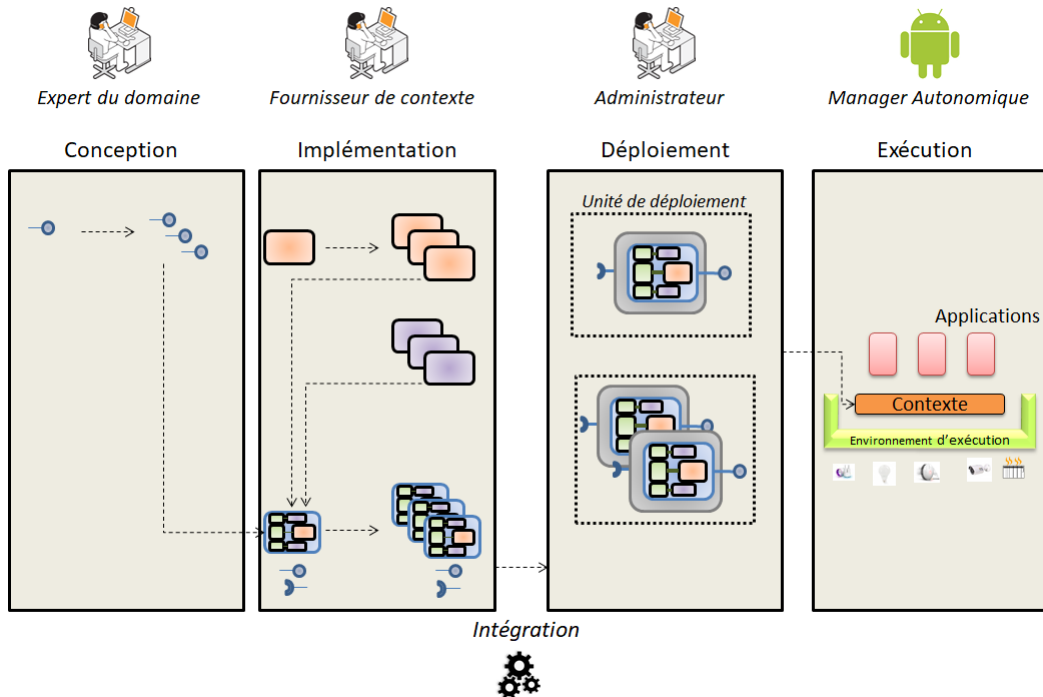 Expert du domaine
Fournisseur de contexte
Administrateur
Manager Autonomique
Conception
Implémentation
Déploiement
Exécution
Unité de déploiement
Applications
Contexte
Environnement d'exécution
Intégration